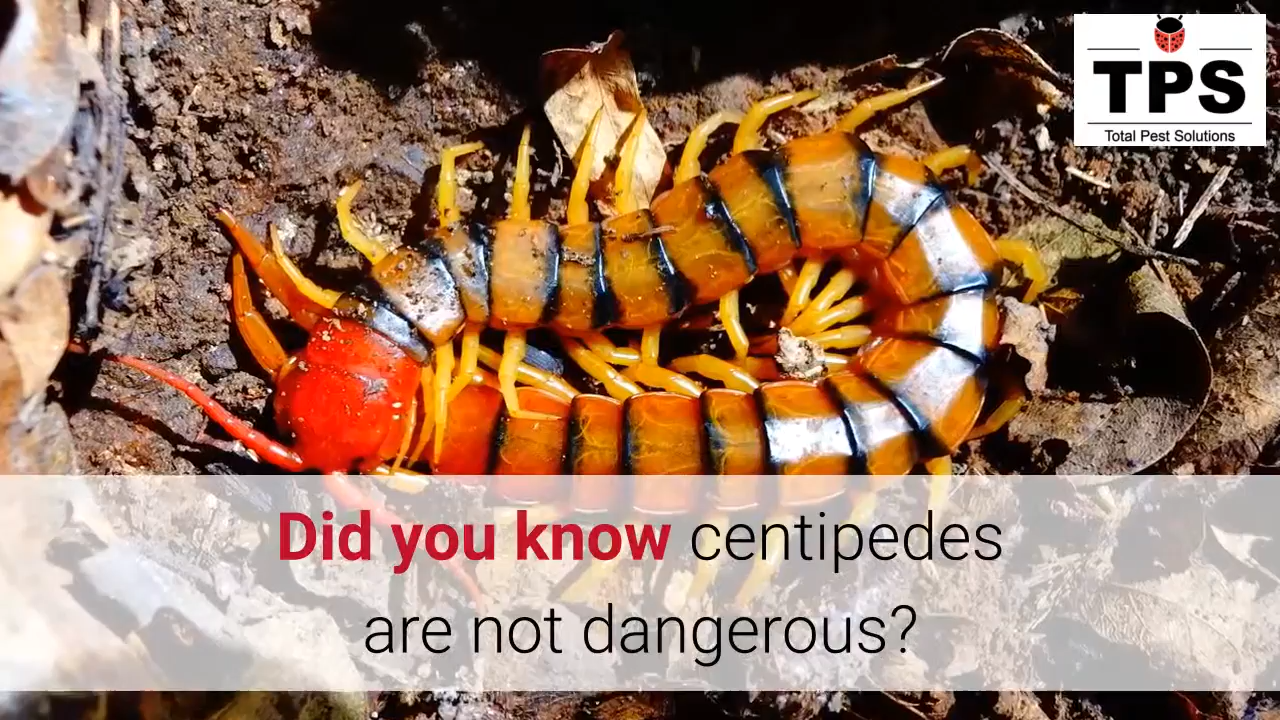 TPS
Total Pest Solutions
Did you know centipedes
are not dangerous?